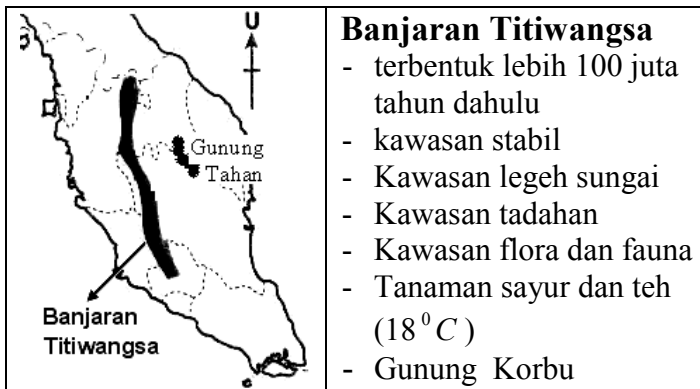 U
Gunung
Tahan
Banjaran
Titiwangsa
Banjaran Titiwangsa
- terbentuk lebih 100 juta
tahun dahulu
- kawasan stabil
- Kawasan legeh sungai
- Kawasan tadahan
- Kawasan flora dan fauna
- Tanaman sayur dan teh
(18⁰C)
- Gunung Korbu